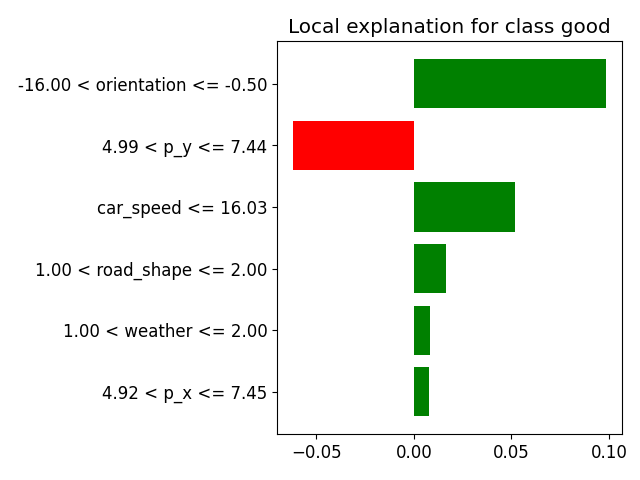 Local explanation for class good
-16.00 < orientation <= -0.50
4.99 < p_y <= 7.44
car_speed <= 16.03
1.00 < road_shape <= 2.00
1.00 < weather <= 2.00
4.92 < p_x <= 7.45
−0.05 0.00 0.05 0.10